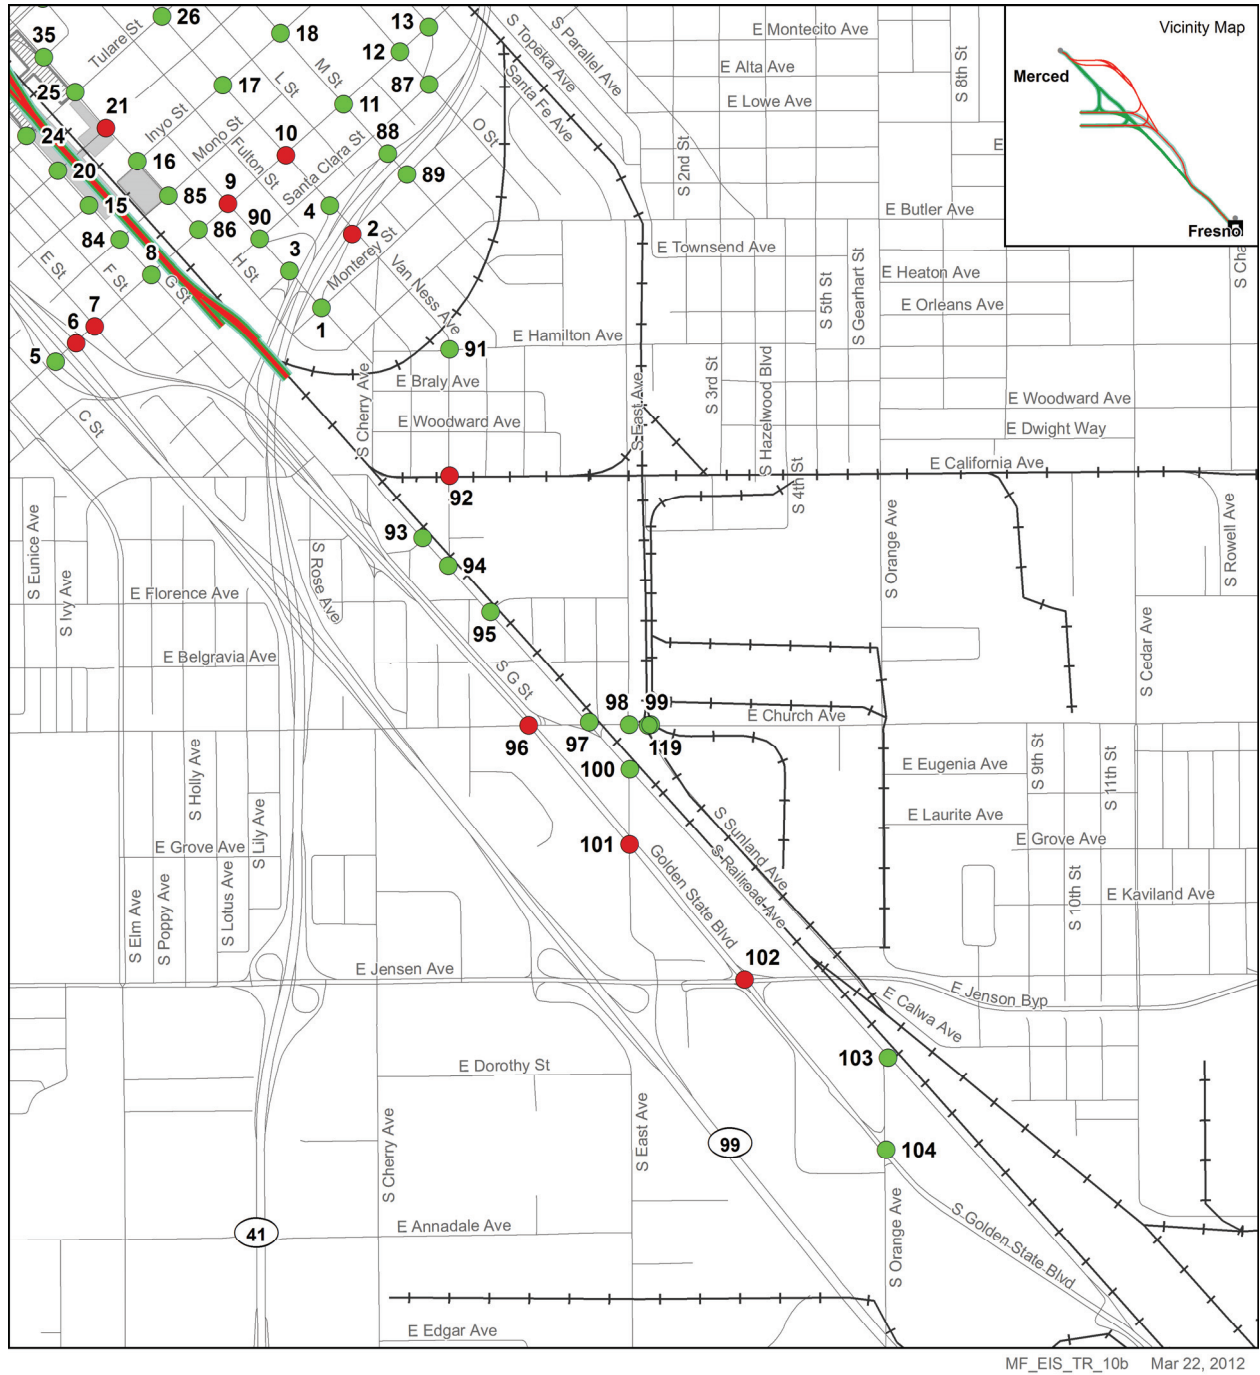 Vicinity Map
Merced
Fresno
26
13
18
35
Tulare St
12
M St
S Topeka Ave
S Parallel Ave
E Montecito Ave
S 8th St
17
L St
87
E Alta Ave
25
11
Santa Fe Ave
E Lowe Ave
21
Inyo St
Mono St
10
88
O St
24
Fulton St
Santa Clara St
S 2nd St
E
16
20
89
85
9
4
15
E Butler Ave
86
90
2
84
8
3
Monterey St
E Townsend Ave
S Gearhart St
S Cha
E St
F St
G St
H St
Van Ness Ave
S 5th St
E Heaton Ave
E Orleans Ave
7
6
1
E Hamilton Ave
5
91
S Cherry Ave
E Braly Ave
S 3rd St
S Hazelwood Blvd
C St
E Woodward Ave
S East Ave
E Woodward Ave
E Dwight Way
E California Ave
92
S 4th St
S Eunice Ave
93
S Orange Ave
S Rowell Ave
S Ivy Ave
94
S Rose Ave
E Florence Ave
95
S Cedar Ave
E Belgravia Ave
S G St
98
99
E Church Ave
96
97
119
100
S Holly Ave
E Eugenia Ave
S 9th St
S 11th St
S Lily Ave
S Sunland Ave
E Laurite Ave
E Grove Ave
101
S Railroad Ave
E Grove Ave
Golden State Blvd
S Elm Ave
S Poppy Ave
S Lotus Ave
S 10th St
E Kaviland Ave
102
E Jensen Ave
E Jenson Byp
E Calwa Ave
103
E Dorothy St
S Cherry Ave
S East Ave
99
104
S Orange Ave
41
E Annadale Ave
S Golden State Blvd
E Edgar Ave
MF_EIS_TR_10b Mar 22, 2012